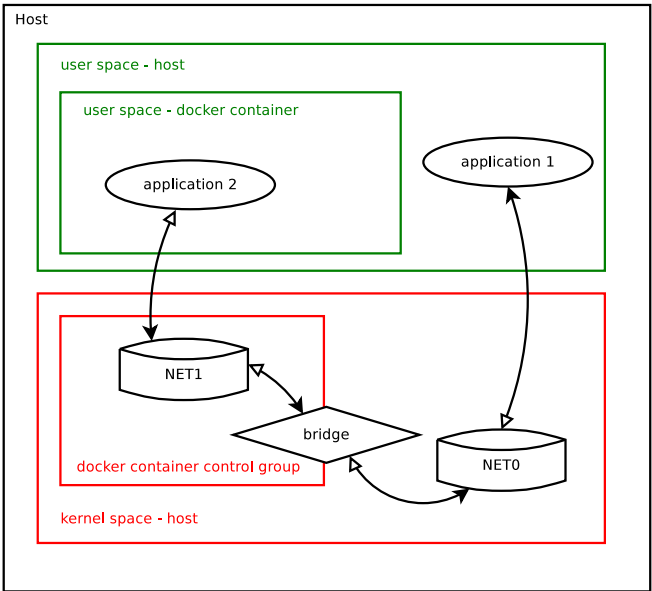 Host
user space - host
user space - docker container
application 1
application 2
NET1
bridge
NET0
docker container control group
kernel space - host